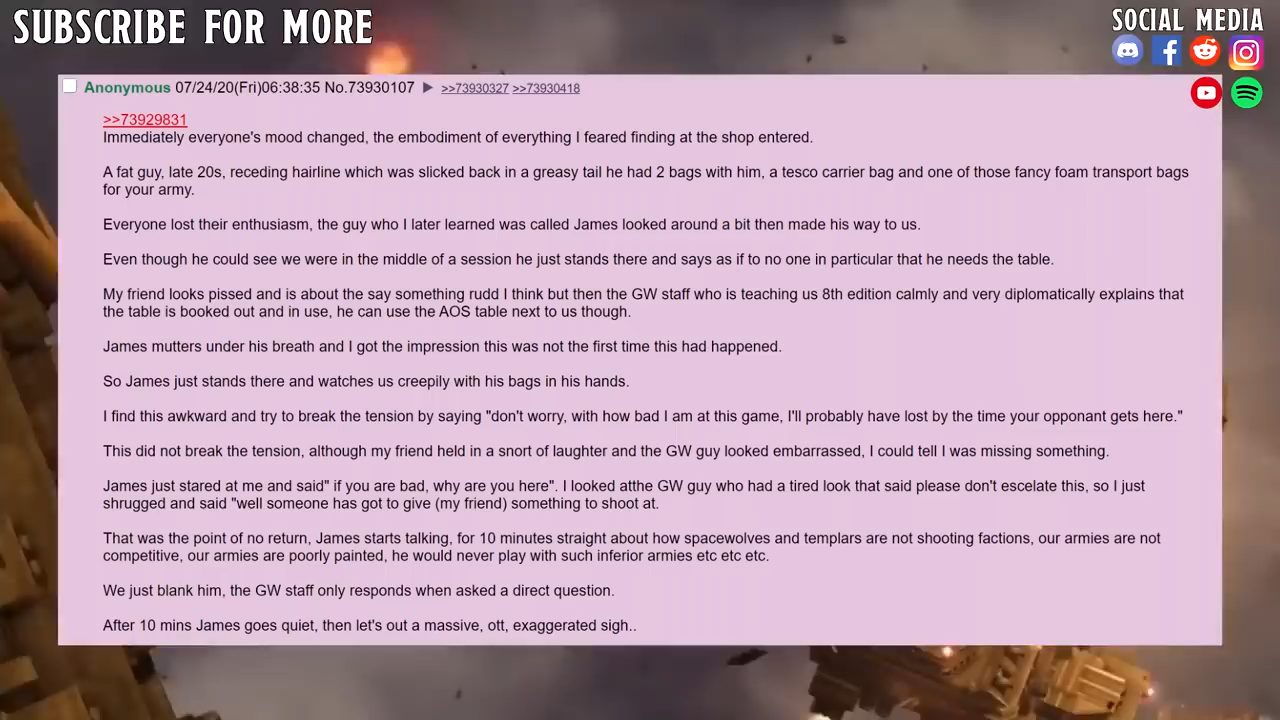 SUBSCRIBE FOR MORE
SOCIAL MEDIA
Anonymous 07/24/20(Fri)06:38:35 No.73930107 ▶ >>73930327 >>73930418
>>73929831
Immediately everyone's mood changed, the embodiment of everything I feared finding at the shop entered.
A fat guy, late 20s, receding hairline which was slicked back in a greasy tail he had 2 bags with him, a tesco carrier bag and one of those fancy foam transport bags
for your army.
Everyone lost their enthusiasm, the guy who I later learned was called James looked around a bit then made his way to us.
Even though he could see we were in the middle of a session he just stands there and says as if to no one in particular that he needs the table.
My friend looks pissed and is about the say something rudd I think but then the GW staff who is teaching us 8th edition calmly and very diplomatically explains that
the table is booked out and in use, he can use the AOS table next to us though.
James mutters under his breath and I got the impression this was not the first time this had happened.
So James just stands there and watches us creepily with his bags in his hands.
I find this awkward and try to break the tension by saying "don't worry, with how bad I am at this game, I'll probably have lost by the time your opponant gets here."
This did not break the tension, although my friend held in a snort of laughter and the GW guy looked embarrassed, I could tell I was missing something.
James just stared at me and said" if you are bad, why are you here". I looked atthe GW guy who had a tired look that said please don't escelate this, so I just
shrugged and said "well someone has got to give (my friend) something to shoot at.
That was the point of no return, James starts talking, for 10 minutes straight about how spacewolves and templars are not shooting factions, our armies are not
competitive, our armies are poorly painted, he would never play with such inferior armies etc etc etc.
We just blank him, the GW staff only responds when asked a direct question.
After 10 mins James goes quiet, then let's out a massive, ott, exaggerated sigh..